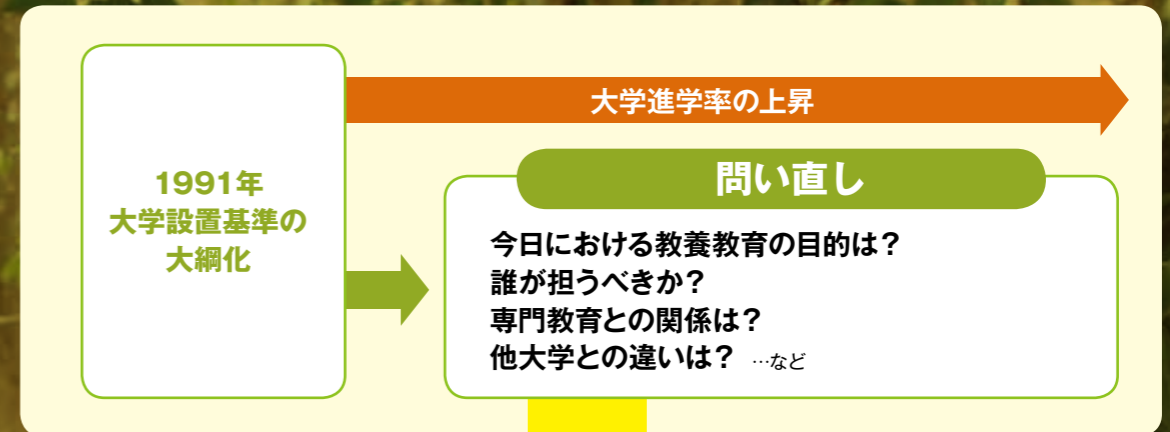 1991年
大学設置基準の
大綱化
大学進学率の上昇
問い直し
今日における教養教育の目的は？
誰が担うべきか？
専門教育との関係は？
他大学との違いは？ …など